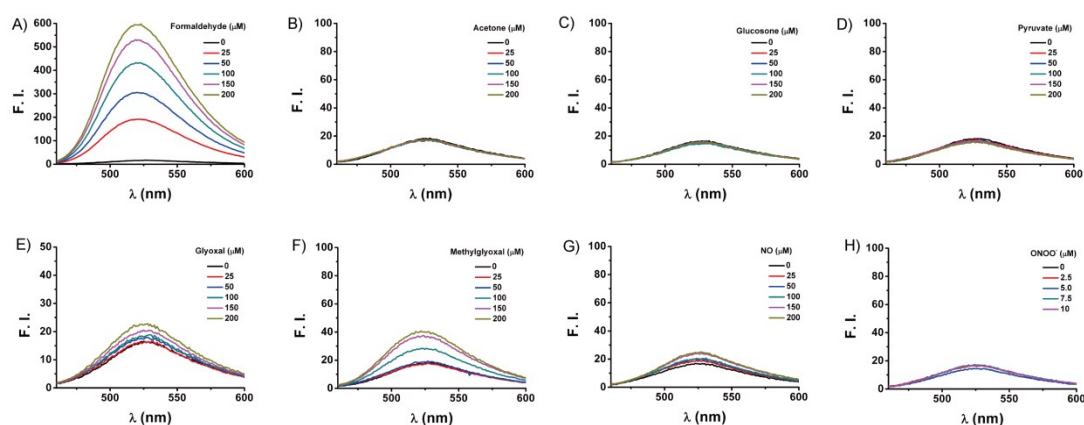 A)
Formaldehyde (μM)
0
25
50
100
150
200
600
500
400
300
200
100
0
F. I.
500 550 600
λ (nm)
B)
Acetone (μM)
0
25
50
100
150
200
100
80
60
40
20
0
F. I.
500 550 600
λ (nm)
C)
Glucosone (μM)
0
25
50
100
150
200
100
80
60
40
20
0
F. I.
500 550 600
λ (nm)
D)
Pyruvate (μM)
0
25
50
100
150
200
100
80
60
40
20
0
F. I.
500 550 600
λ (nm)
E)
Glyoxal (μM)
0
25
50
100
150
200
50
40
30
20
10
0
F. I.
500 550 600
λ (nm)
F)
Methylglyoxal (μM)
0
25
50
100
150
200
100
80
60
40
20
0
F. I.
500 550 600
λ (nm)
G)
NO (μM)
0
25
50
100
150
200
100
80
60
40
20
0
F. I.
500 550 600
λ (nm)
H)
ONOO⁻ (μM)
0
2.5
5.0
7.5
10
100
80
60
40
20
0
F. I.
500 550 600
λ (nm)